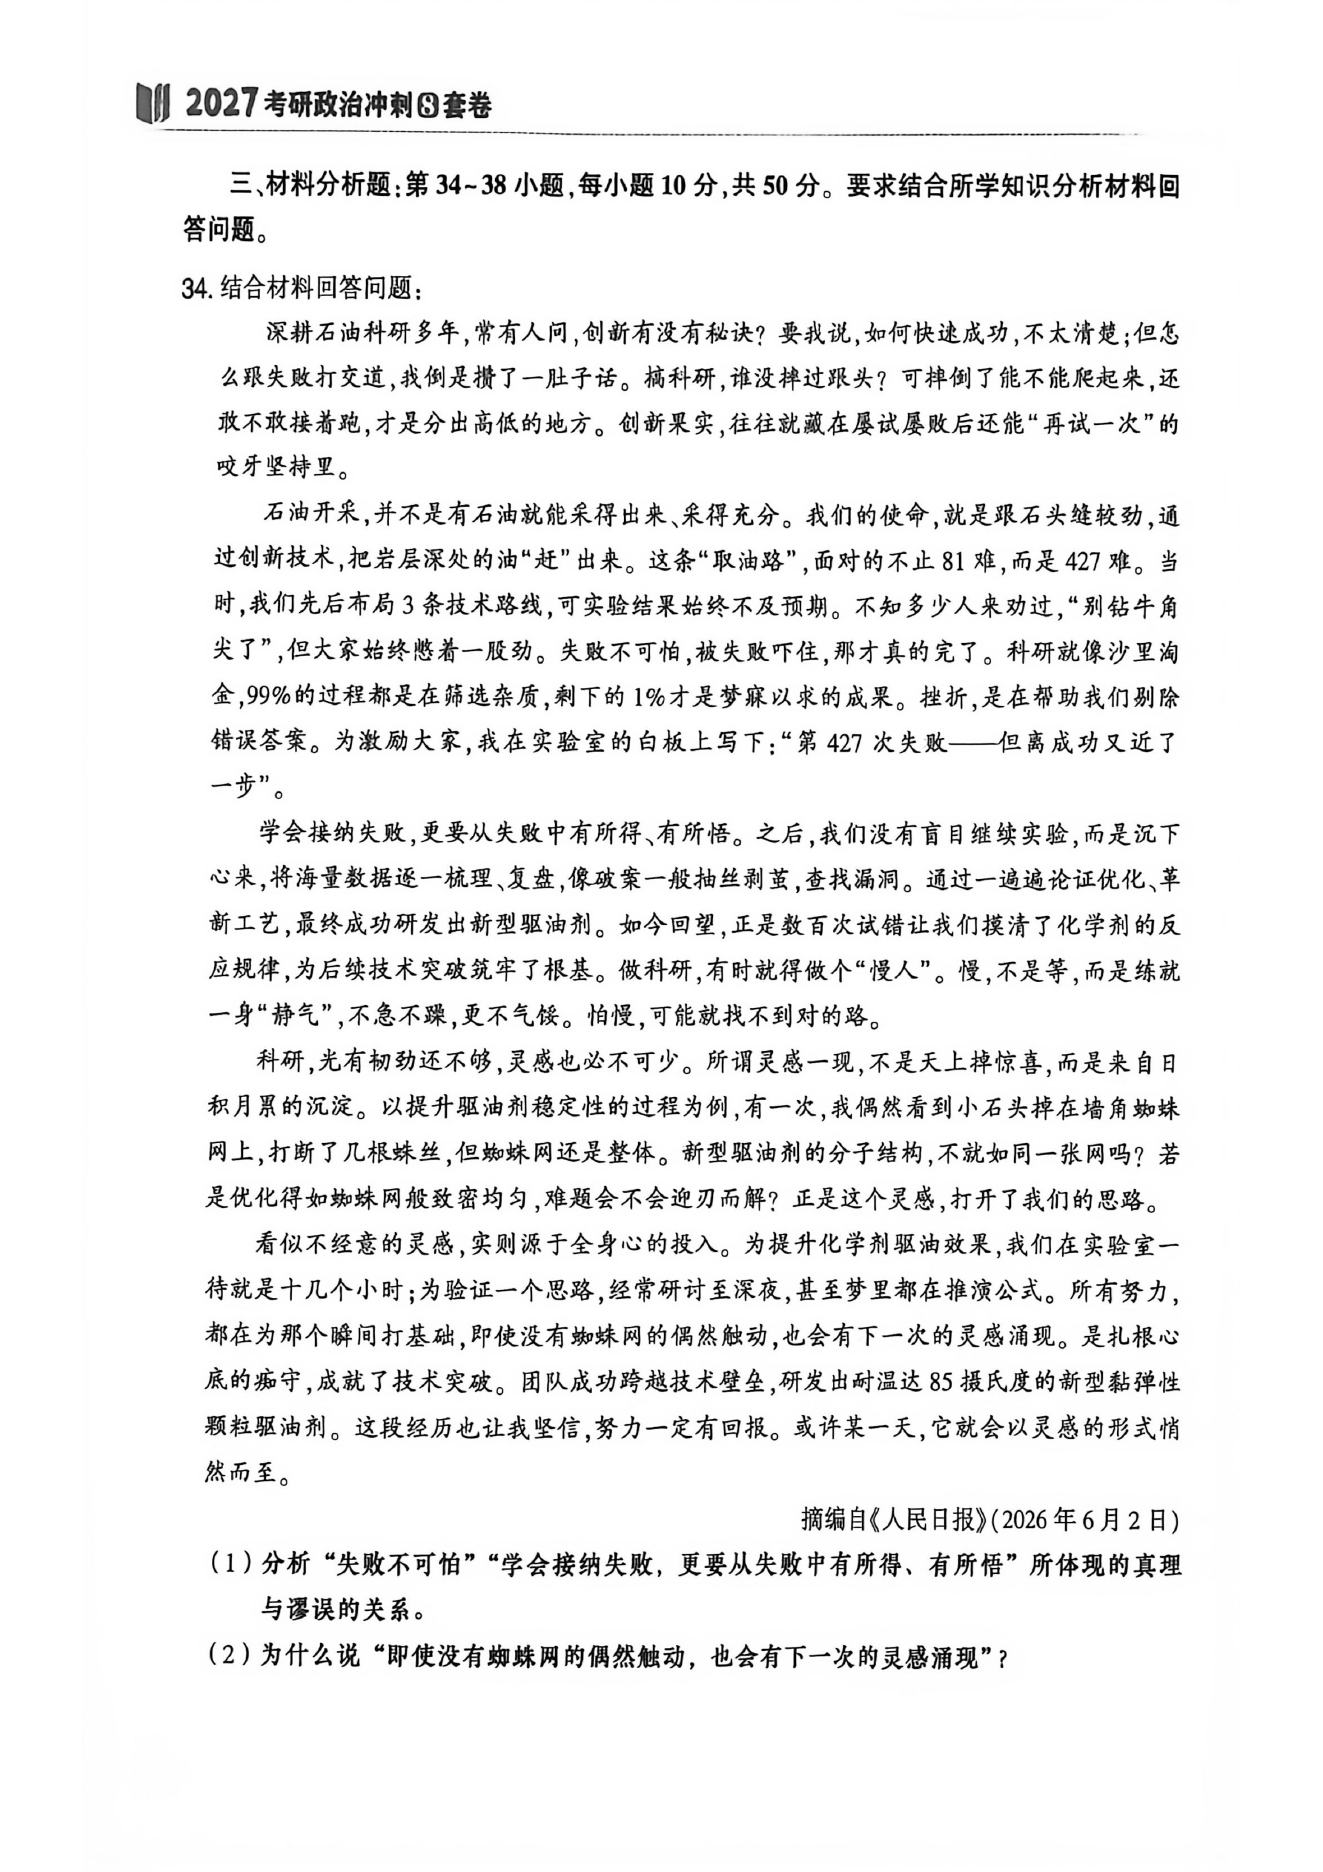 2027考研政治冲刺8套卷
三、材料分析题:第 34~38 小题,每小题 10 分,共 50 分。要求结合所学知识分析材料回
答问题。
34. 结合材料回答问题:
深耕石油科研多年,常有人问,创新有没有秘诀?要我说,如何快速成功,不太清楚;但怎
么跟失败打交道,我倒是攒了一肚子话。搞科研,谁没摔过跟头?可摔倒了能不能爬起来,还
敢不敢接着跑,才是分出高低的地方。创新果实,往往就藏在屡试屡败后还能“再试一次”的
咬牙坚持里。
石油开采,并不是有石油就能采得出来、采得充分。我们的使命,就是跟石头缝较劲,通
过创新技术,把岩层深处的油“赶”出来。这条“取油路”,面对的不止 81 难,而是 427 难。当
时,我们先后布局 3 条技术路线,可实验结果始终不及预期。不知多少人来劝过,“别钻牛角
尖了”,但大家始终憋着一股劲。失败不可怕,被失败吓住,那才真的完了。科研就像沙里淘
金,99%的过程都是在筛选杂质,剩下的 1%才是梦寐以求的成果。挫折,是在帮助我们剔除
错误答案。为激励大家,我在实验室的白板上写下:“第 427 次失败——但离成功又近了
一步”。
学会接纳失败,更要从失败中有所得、有所悟。之后,我们没有盲目继续实验,而是沉下
心来,将海量数据逐一梳理、复盘,像破案一般抽丝剥茧,查找漏洞。通过一遍遍论证优化、革
新工艺,最终成功研发出新型驱油剂。如今回望,正是数百次试错让我们摸清了化学剂的反
应规律,为后续技术突破筑牢了根基。做科研,有时就得做个“慢人”。慢,不是等,而是练就
一身“静气”,不急不躁,更不气馁。怕慢,可能就找不到对的路。
科研,光有韧劲还不够,灵感也必不可少。所谓灵感一现,不是天上掉惊喜,而是来自日
积月累的沉淀。以提升驱油剂稳定性的过程为例,有一次,我偶然看到小石头掉在墙角蜘蛛
网上,打断了几根蛛丝,但蜘蛛网还是整体。新型驱油剂的分子结构,不就如同一张网吗?若
是优化得如蜘蛛网般致密均匀,难题会不会迎刃而解?正是这个灵感,打开了我们的思路。
看似不经意的灵感,实则源于全身心的投入。为提升化学剂驱油效果,我们在实验室一
待就是十几个小时;为验证一个思路,经常研讨至深夜,甚至梦里都在推演公式。所有努力,
都在为那个瞬间打基础,即使没有蜘蛛网的偶然触动,也会有下一次的灵感涌现。是扎根心
底的痴守,成就了技术突破。团队成功跨越技术壁垒,研发出耐温达 85 摄氏度的新型黏弹性
颗粒驱油剂。这段经历也让我坚信,努力一定有回报。或许某一天,它就会以灵感的形式悄
然而至。
摘编自《人民日报》(2026 年 6 月 2 日)
(1)分析“失败不可怕”“学会接纳失败,更要从失败中有所得、有所悟”所体现的真理
与谬误的关系。
(2)为什么说“即使没有蜘蛛网的偶然触动,也会有下一次的灵感涌现”?